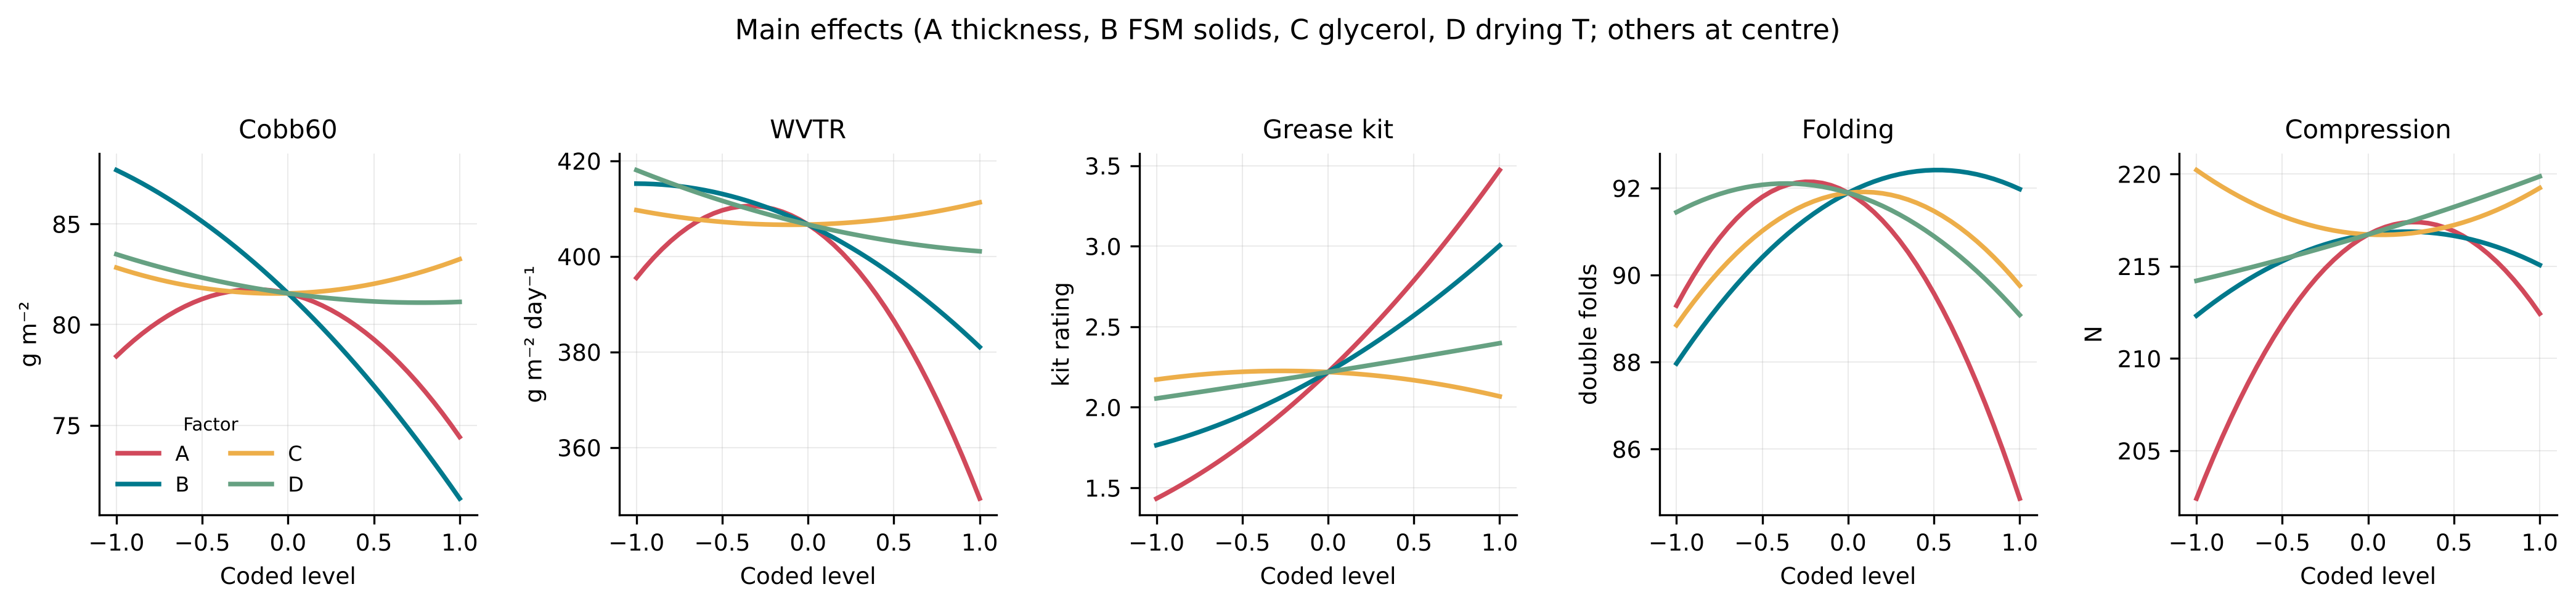 Main effects (A thickness, B FSM solids, C glycerol, D drying T; others at centre)
Cobb60
g m⁻²
85
80
75
Factor
A
B
C
D
−1.0 −0.5 0.0 0.5 1.0
Coded level
WVTR
g m⁻² day⁻¹
420
400
380
360
−1.0 −0.5 0.0 0.5 1.0
Coded level
Grease kit
kit rating
3.5
3.0
2.5
2.0
1.5
−1.0 −0.5 0.0 0.5 1.0
Coded level
Folding
double folds
92
90
88
86
−1.0 −0.5 0.0 0.5 1.0
Coded level
Compression
N
220
215
210
205
−1.0 −0.5 0.0 0.5 1.0
Coded level